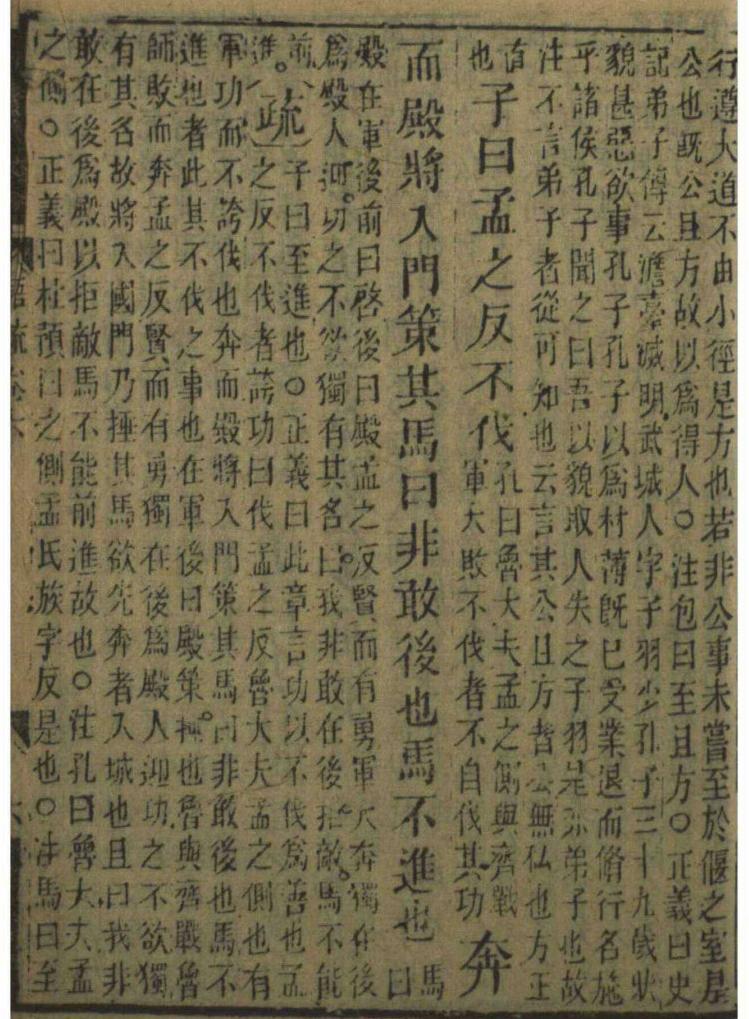 行遵大道不由小徑是方也若非公事未嘗至於偃之室是
公也旣公且方故以爲得人○注包曰至且方○正義曰史
記弟子傳云澹臺滅明武城人字子羽少孔子三十九歲狀
貌甚惡欲事孔子孔子以爲材薄旣已受業退而脩行名施
乎諸侯孔子聞之曰吾以貌取人失之子羽是亦弟子也故
注不言弟子者從可知也云言其公且方者公無私也方正
直
也子曰孟之反不伐孔曰魯大夫孟之側與齊戰
軍大敗不伐者不自伐其功奔
而殿將入門策其馬曰非敢後也馬不進也馬
曰
殿在軍後前曰啓後曰殿孟之反賢而有勇軍大奔獨在後
爲殿人迎功之不欲獨有其名曰我非敢在後拒敵馬不能
前
進疏子曰至進也○正義曰此章言功以不伐爲善也孟
之反不伐者誇功曰伐孟之反魯大夫孟之側也有
軍功而不誇伐也奔而殿將入門策其馬曰非敢後也馬不
進也者此其不伐之事也在軍後曰殿策捶也魯與齊戰魯
師敗而奔孟之反賢而有勇獨在後爲殿人迎功之不欲獨
有其名故將入國門乃捶其馬欲先奔者入城也且曰我非
敢在後爲殿以拒敵馬不能前進故也○注孔曰魯大夫孟
之側○正義曰杜預曰之側孟氏族字反是也○注馬曰至